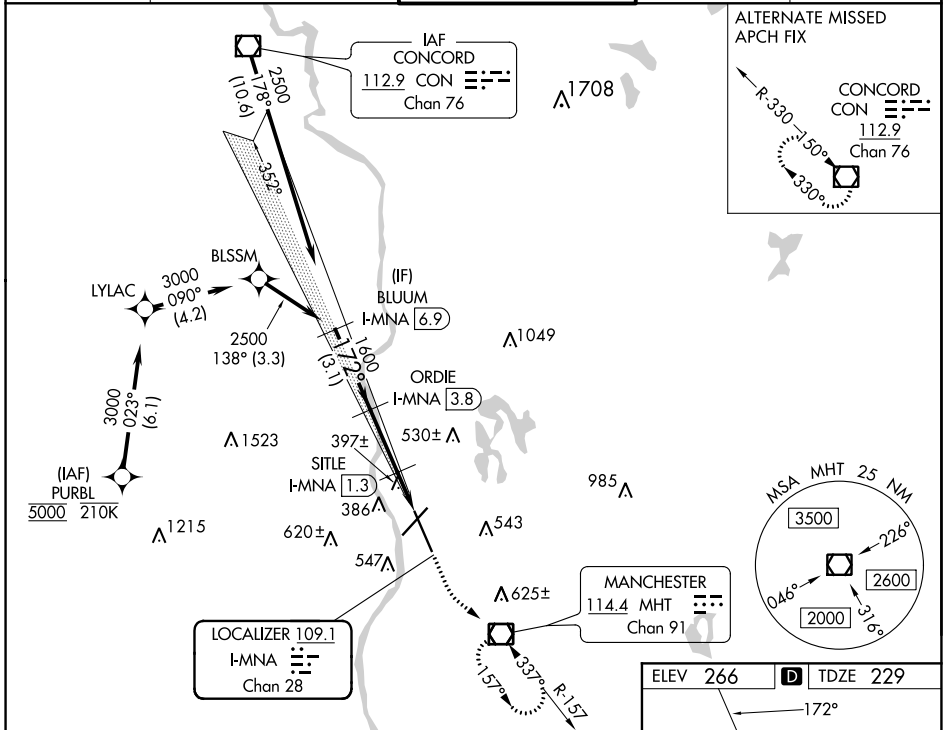 IAF
CONCORD
112.9 CON
Chan 76
2500
178°
(10.6)
1708
ALTERNATE MISSED
APCH FIX
R-330
150°
330°
CONCORD
CON
112.9
Chan 76
352°
BLSSM
LYLAC
3000
090°
(4.2)
2500
138° (3.3)
(IF)
BLUUM
I-MNA 6.9
1600
172°
(3.1)
1049
ORDIE
I-MNA 3.8
3000
023°
(6.1)
1523
397±
530±
SITLE
I-MNA 1.3
985
(IAF)
PURBL
5000 210K
386
1215
620±
543
547
625±
MSA MHT 25 NM
3500
226°
046°
2600
2000
316°
MANCHESTER
114.4 MHT
Chan 91
LOCALIZER 109.1
I-MNA
Chan 28
157°
337°
R-157
ELEV 266 D TDZE 229
172°